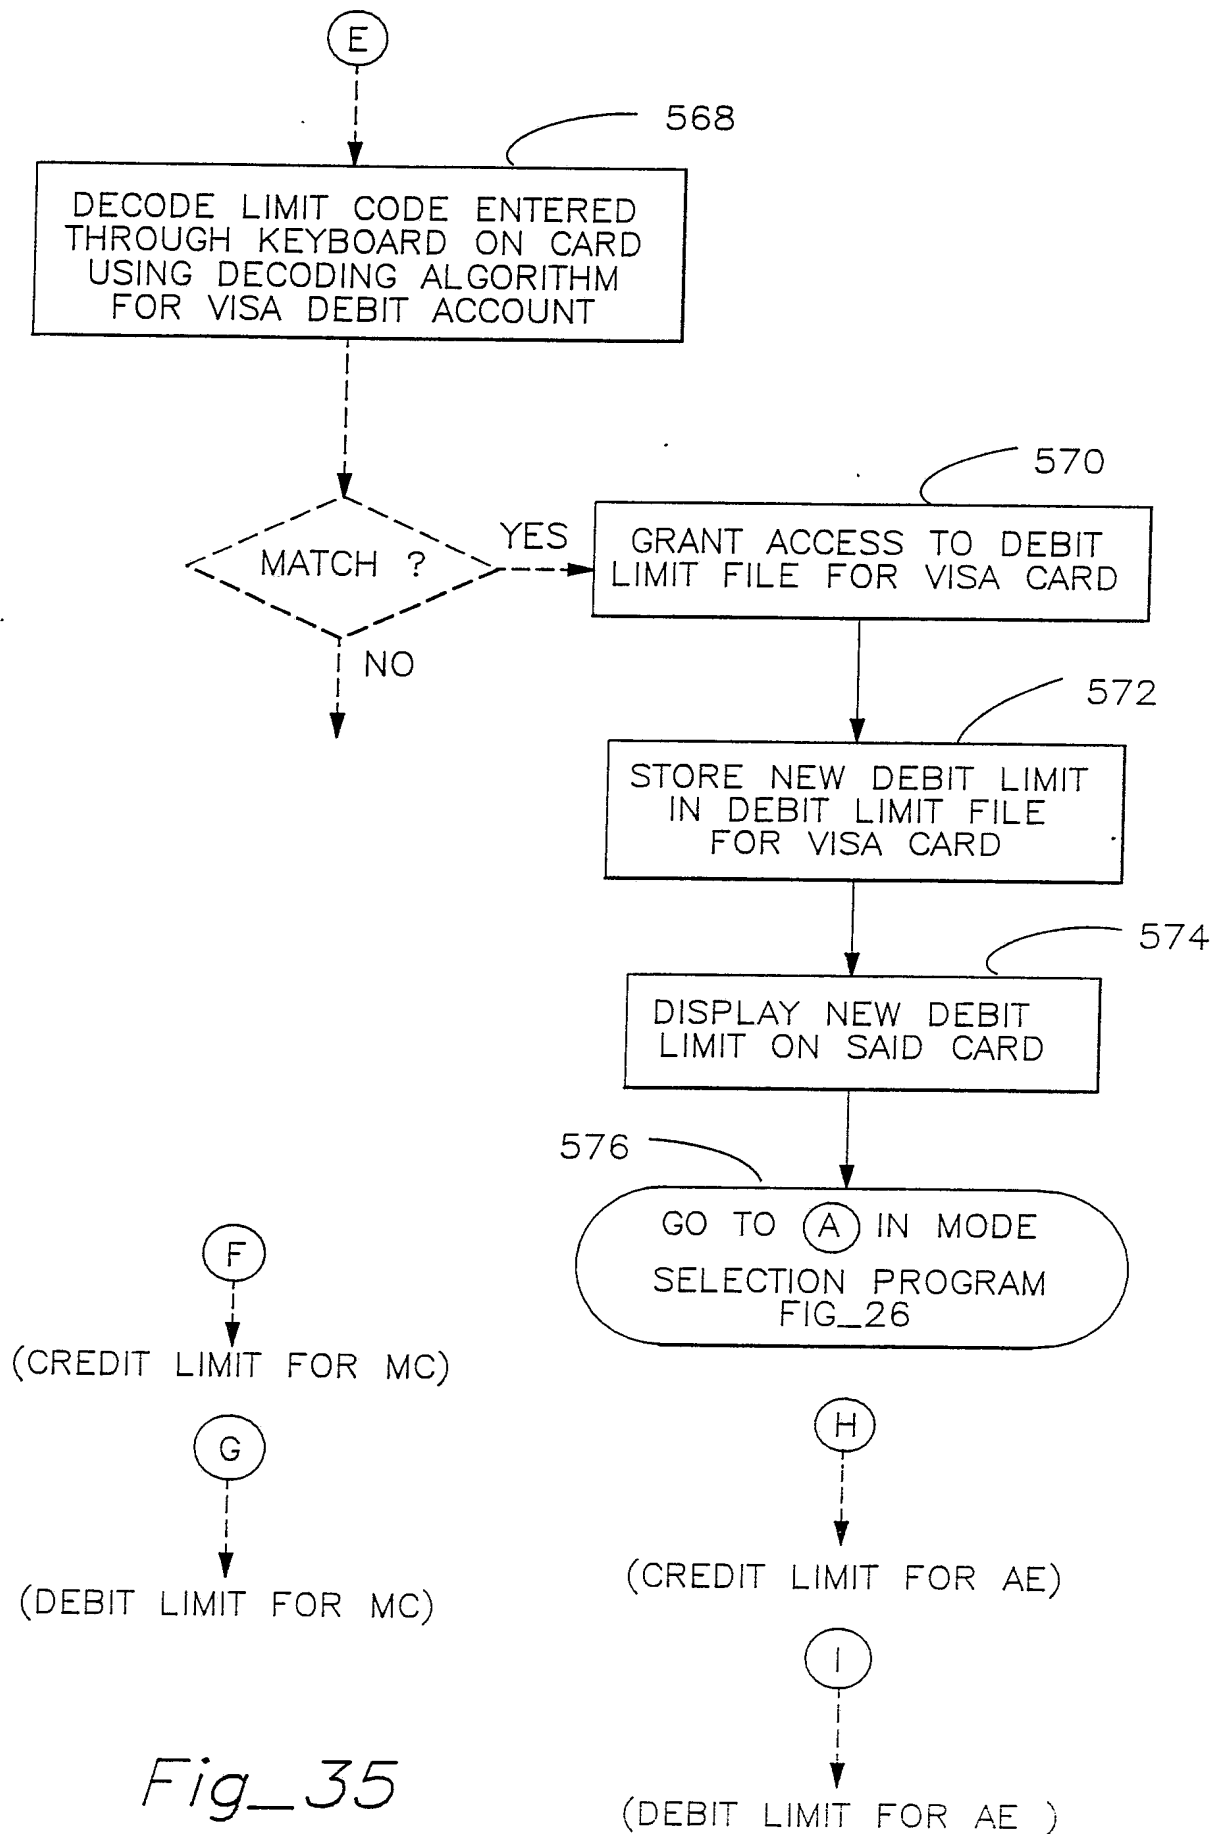 E
568
DECODE LIMIT CODE ENTERED
THROUGH KEYBOARD ON CARD
USING DECODING ALGORITHM
FOR VISA DEBIT ACCOUNT
MATCH ?
YES
NO
570
GRANT ACCESS TO DEBIT
LIMIT FILE FOR VISA CARD
572
STORE NEW DEBIT LIMIT
IN DEBIT LIMIT FILE
FOR VISA CARD
574
DISPLAY NEW DEBIT
LIMIT ON SAID CARD
576
GO TO A IN MODE
SELECTION PROGRAM
FIG_26
F
(CREDIT LIMIT FOR MC)
G
(DEBIT LIMIT FOR MC)
H
(CREDIT LIMIT FOR AE)
I
(DEBIT LIMIT FOR AE )
Fig_35